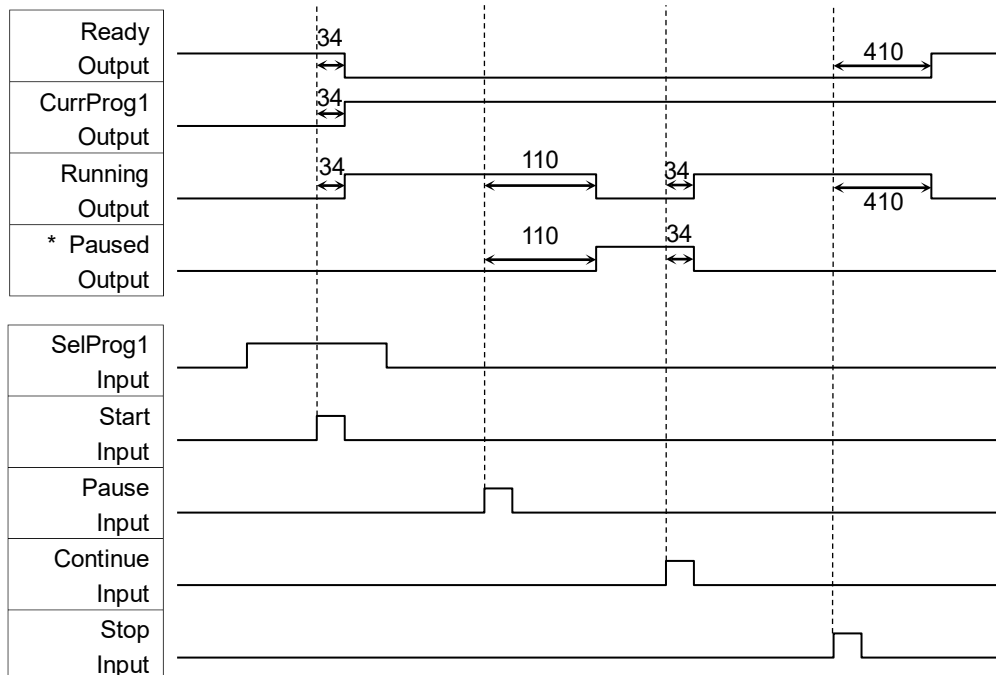 Ready
34
410
Output
CurrProg1
34
Output
Running
34
110
34
Output
410
* Paused
110
34
Output
SelProg1
Input
Start
Input
Pause
Input
Continue
Input
Stop
Input